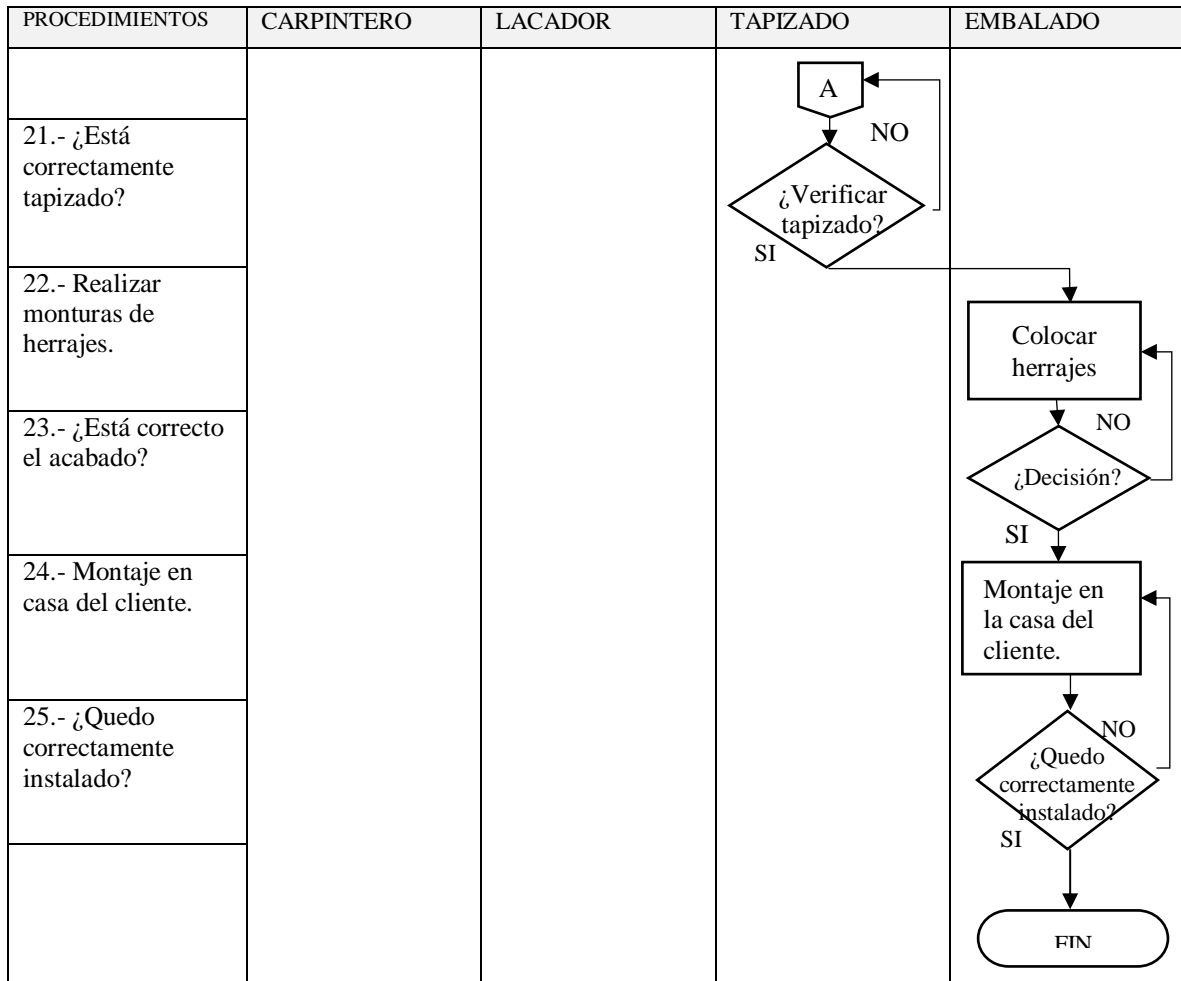 PROCEDIMIENTOS
CARPINTERO
LACADOR
TAPIZADO
EMBALADO
A
NO
21.- ¿Está
correctamente
tapizado?
¿Verificar
tapizado?
SI
22.- Realizar
monturas de
herrajes.
Colocar
herrajes
23.- ¿Está correcto
el acabado?
NO
¿Decisión?
SI
24.- Montaje en
casa del cliente.
Montaje en
la casa del
cliente.
25.- ¿Quedo
correctamente
instalado?
NO
¿Quedo
correctamente
instalado?
SI
FIN